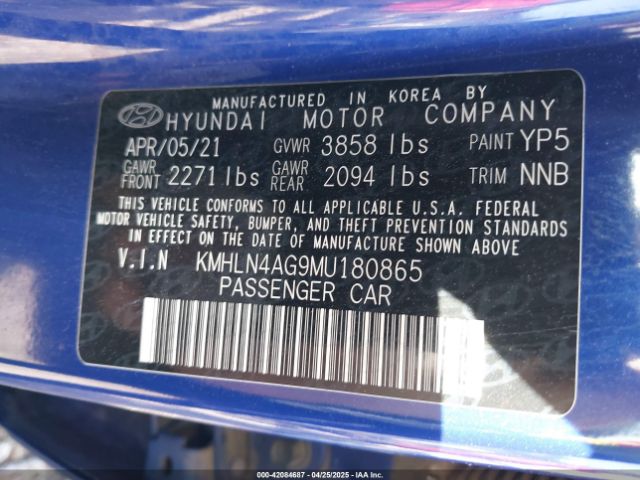 MANUFACTURED IN KOREA BY
HYUNDAI MOTOR COMPANY
APR/05/21 GVWR 3858 lbs PAINT YP5
GAWR FRONT 2271 lbs GAWR REAR. 2094 lbs TRIM NNB
THIS VEHICLE CONFORMS TO ALL APPLICABLE U.S.A. FEDERAL
MOTOR VEHICLE SAFETY, BUMPER, AND THEFT PREVENTION STANDARDS
IN EFFECT ON THE DATE OF MANUFACTURE SHOWN ABOVE
V.I.N KMHLN4AG9MU180865
PASSENGER CAR
000-42084687 - 04/25/2025 - IAA Inc.